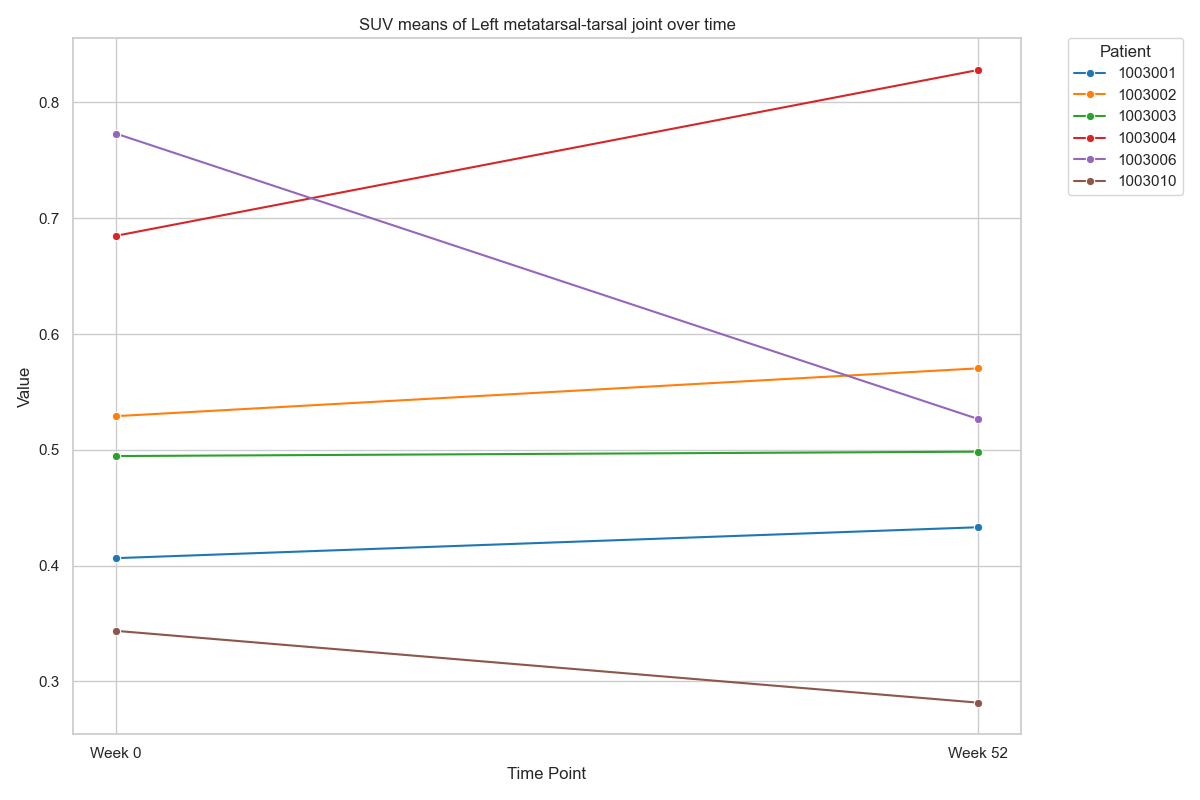 SUV means of Left metatarsal-tarsal joint over time
Patient
1003001
1003002
1003003
1003004
1003006
1003010
Value
0.8
0.7
0.6
0.5
0.4
0.3
Week 0
Week 52
Time Point